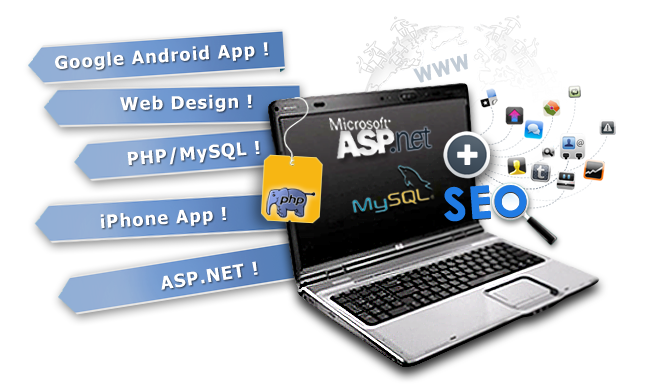 Google Android App !
Web Design !
PHP/MySQL !
iPhone App !
ASP.NET !
WWW
Microsoft®
ASP.net
MySQL®
php
+
SEO
t
@